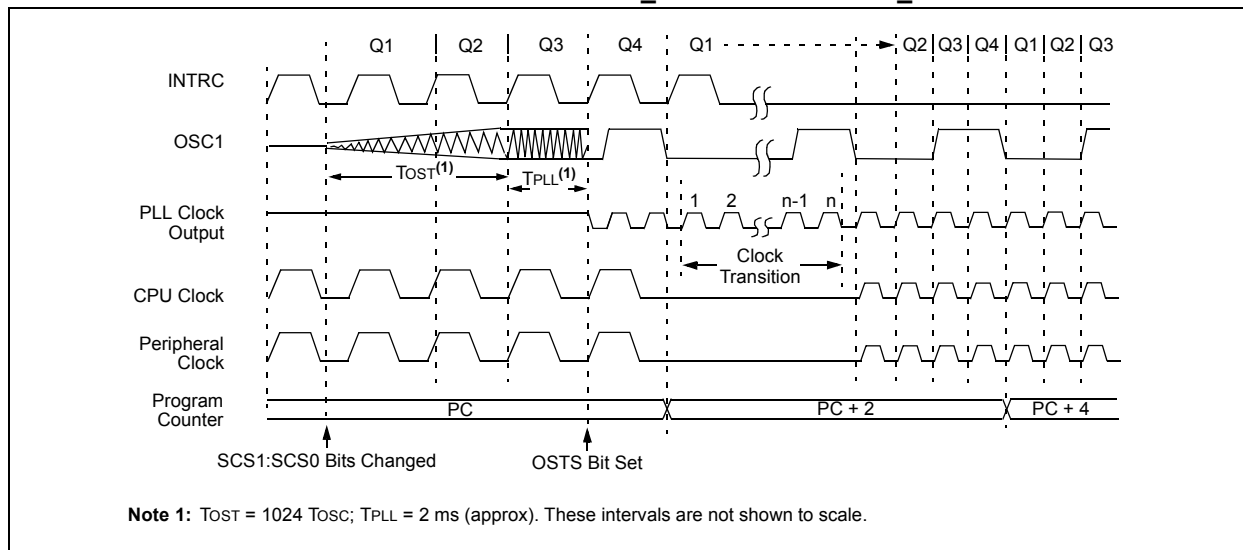 Q1 Q2 Q3 Q4 Q1 Q2 Q3 Q4 Q1 Q2 Q3
INTRC
OSC1
TOST(1) TPLL(1)
1 2 n-1 n
PLL Clock
Output
Clock
Transition
CPU Clock
Peripheral
Clock
Program
Counter
PC PC + 2 PC + 4
SCS1:SCS0 Bits Changed OSTS Bit Set
Note 1: TOST = 1024 TOSC; TPLL = 2 ms (approx). These intervals are not shown to scale.